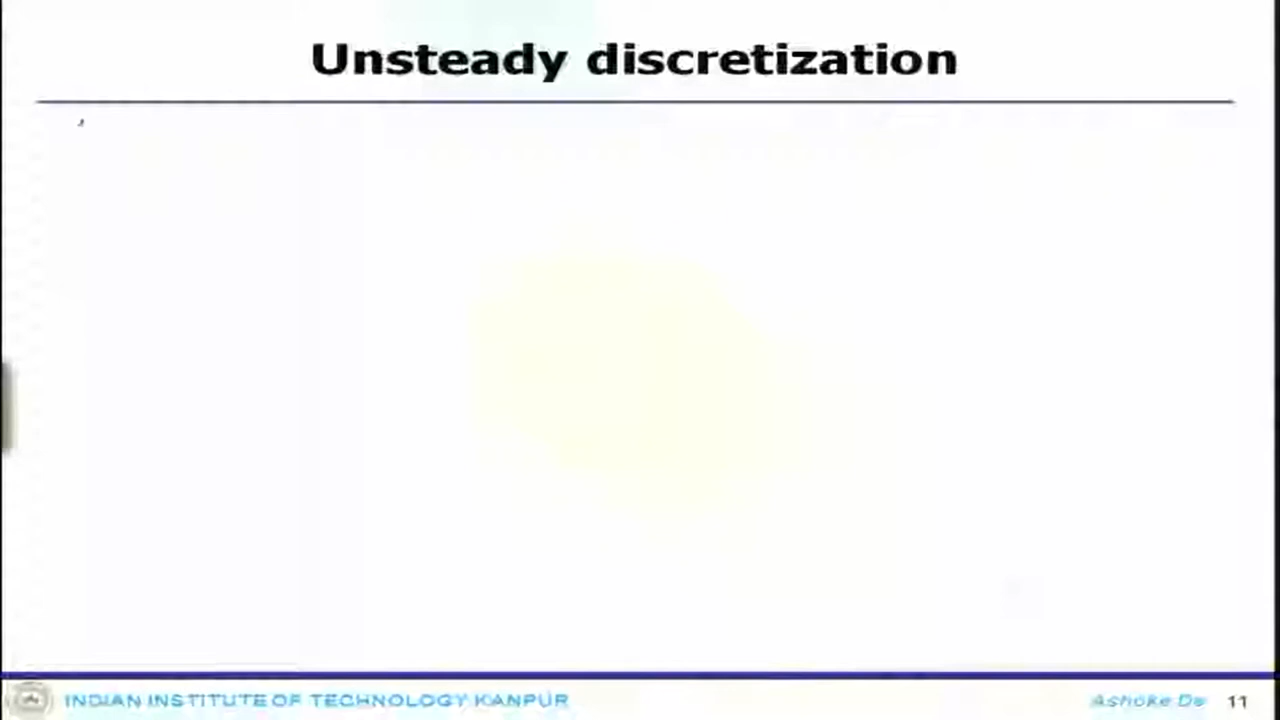 Unsteady discretization
INDIAN INSTITUTE OF TECHNOLOGY KANPUR
Ashoke De 11